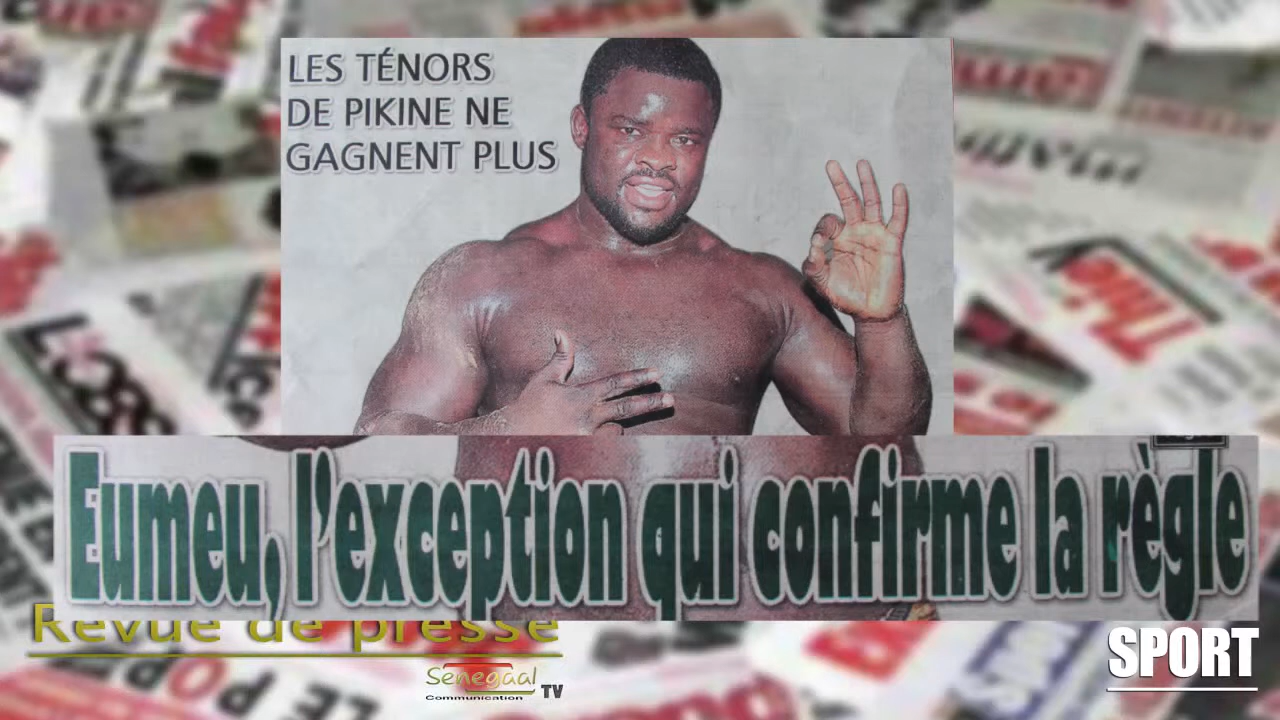 LES TÉNORS
DE PIKINE NE
GAGNENT PLUS
Eumeu, l'exception qui confirme la règle
Revue de presse
SPORT
Senegaal
Communication TV